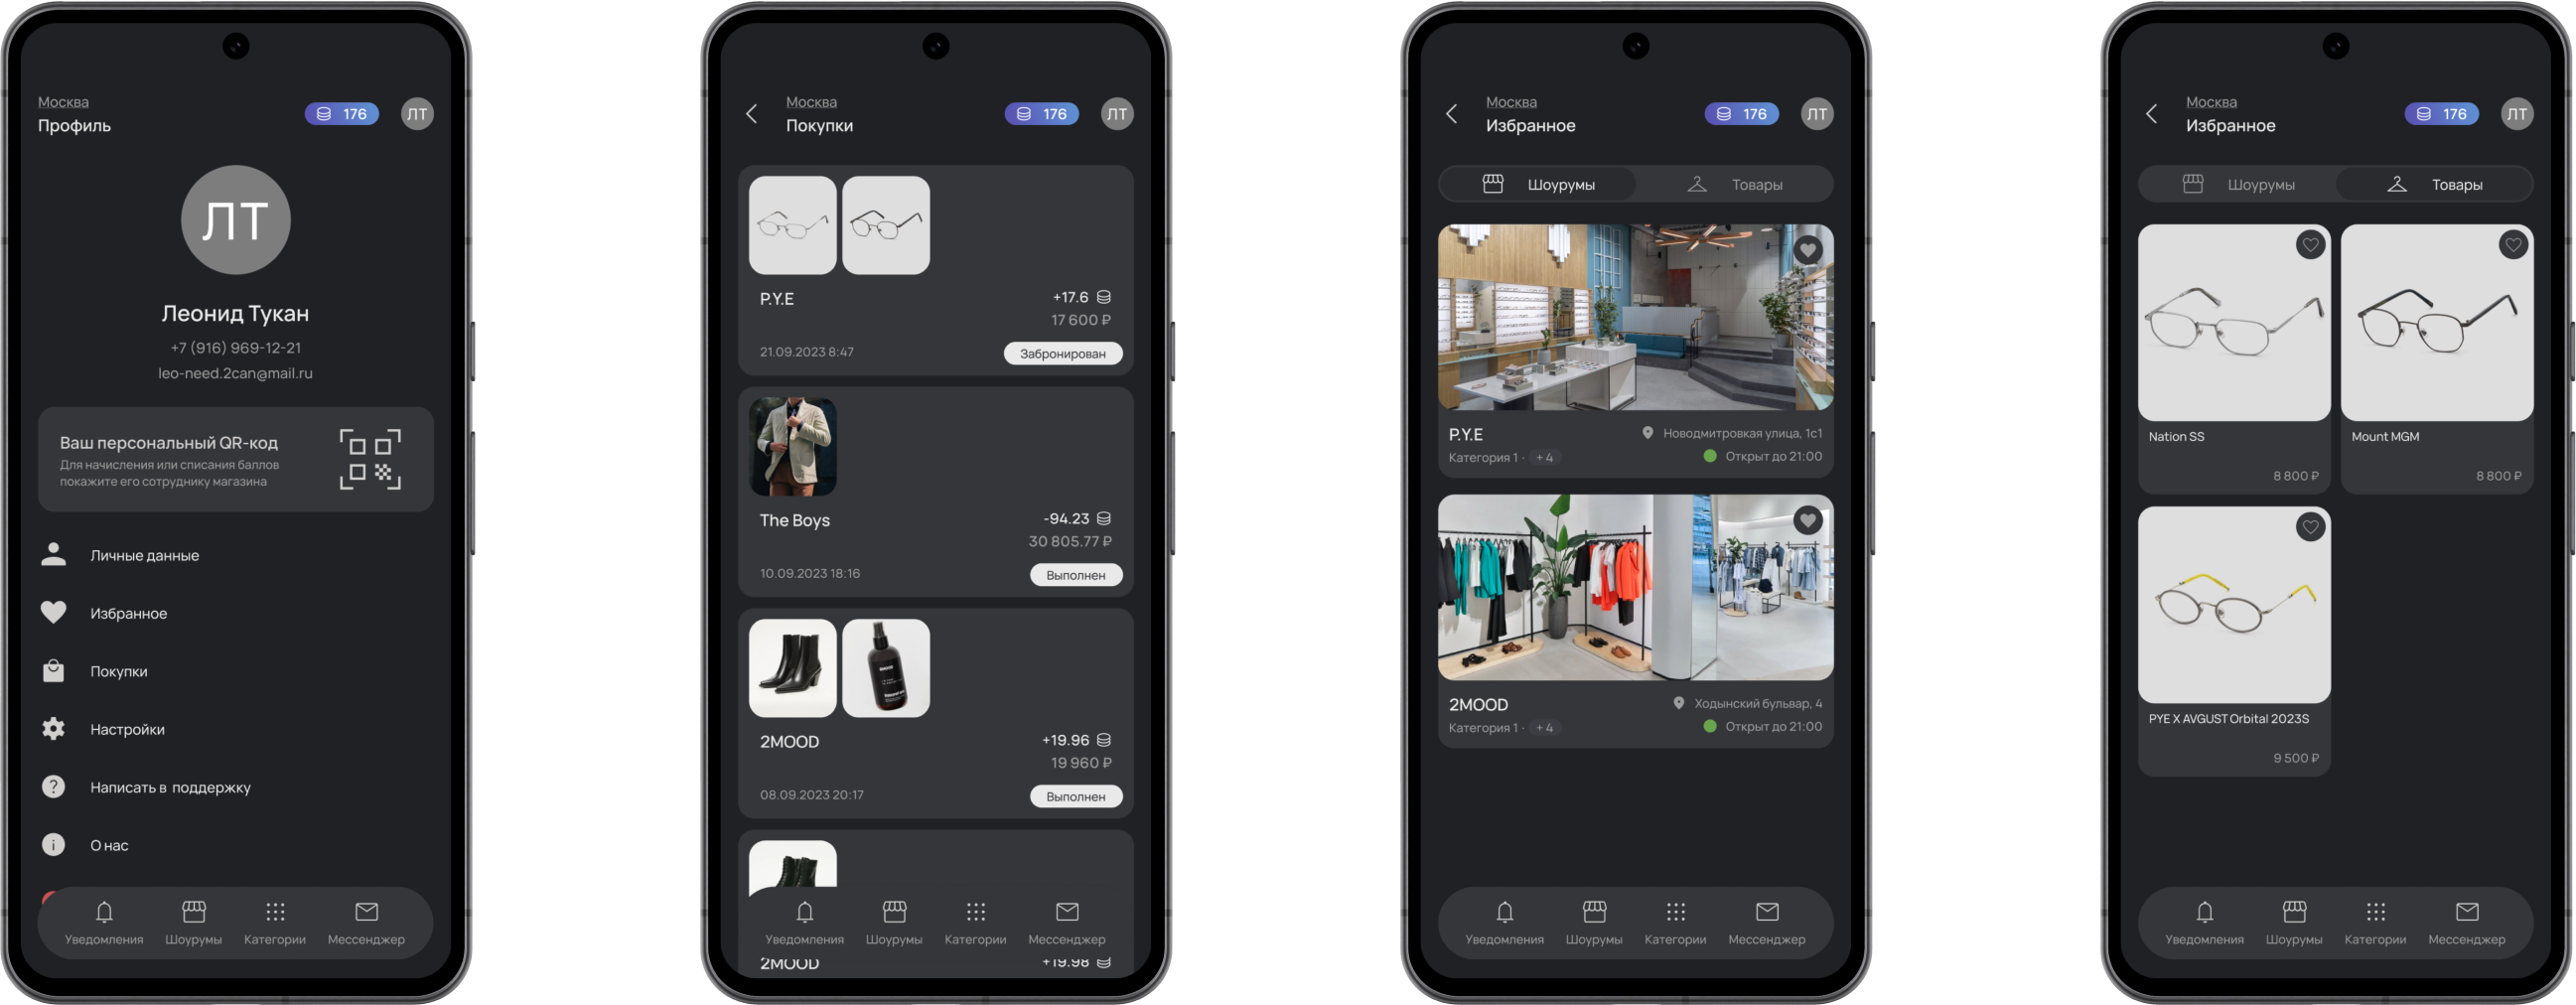 Москва
Профиль
176
ЛТ
ЛТ
Леонид Тукан
+7 (916) 969-12-21
leo-need.2can@mail.ru
Ваш персональный QR-код
Для начисления или списания баллов
покажите его сотруднику магазина
Личные данные
Избранное
Покупки
Настройки
Написать в поддержку
О нас
Уведомления
Шоурумы
Категории
Мессенджер
Москва
Покупки
176
ЛТ
P.Y.E
+17.6
17 600 ₽
21.09.2023 8:47
Забронирован
The Boys
-94.23
30 805.77 ₽
10.09.2023 18:16
Выполнен
2MOOD
+19.96
19 960 ₽
08.09.2023 20:17
Выполнен
Уведомления
Шоурумы
Категории
Мессенджер
2MOOD
+19.98
Москва
Избранное
176
ЛТ
Шоурумы
Товары
P.Y.E
Новодмитровкая улица, 1с1
Категория 1 · + 4
Открыт до 21:00
2MOOD
Ходынский бульвар, 4
Категория 1 · + 4
Открыт до 21:00
Уведомления
Шоурумы
Категории
Мессенджер
Москва
Избранное
176
ЛТ
Шоурумы
Товары
Nation SS
8 800 ₽
Mount MGM
8 800 ₽
PYE X AVGUST Orbital 2023S
9 500 ₽
Уведомления
Шоурумы
Категории
Мессенджер